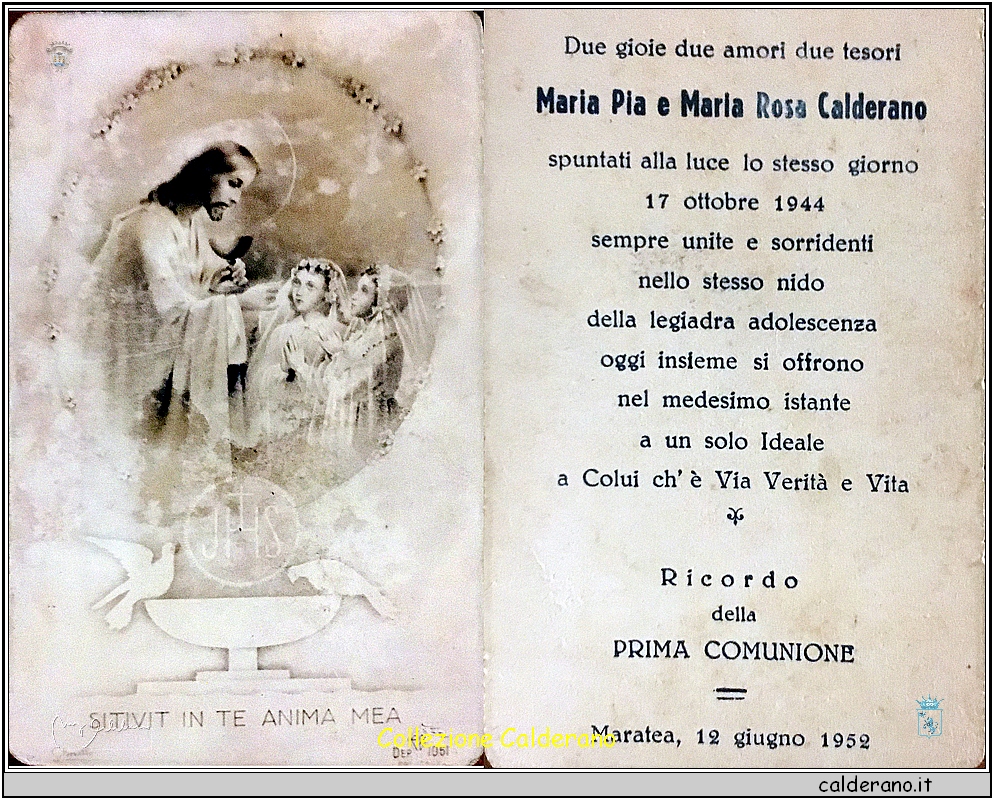 JHS
SITIVIT IN TE ANIMA MEA
DEP. 1951
Due gioie due amori due tesori
Maria Pia e Maria Rosa Calderano
spuntati alla luce lo stesso giorno
17 ottobre 1944
sempre unite e sorridenti
nello stesso nido
della legiadra adolescenza
oggi insieme si offrono
nel medesimo istante
a un solo Ideale
a Colui ch' è Via Verità e Vita
Ricordo
della
PRIMA COMUNIONE
Maratea, 12 giugno 1952
Collezione Calderano
calderano.it